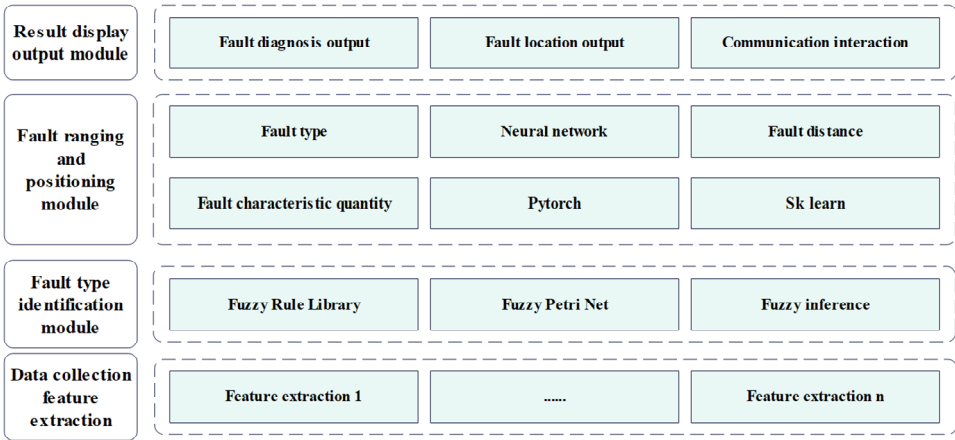 Result display
output module
Fault diagnosis output
Fault location output
Communication interaction
Fault ranging
and
positioning
module
Fault type
Neural network
Fault distance
Fault characteristic quantity
Pytorch
Sk learn
Fault type
identification
module
Fuzzy Rule Library
Fuzzy Petri Net
Fuzzy inference
Data collection
feature
extraction
Feature extraction 1
......
Feature extraction n